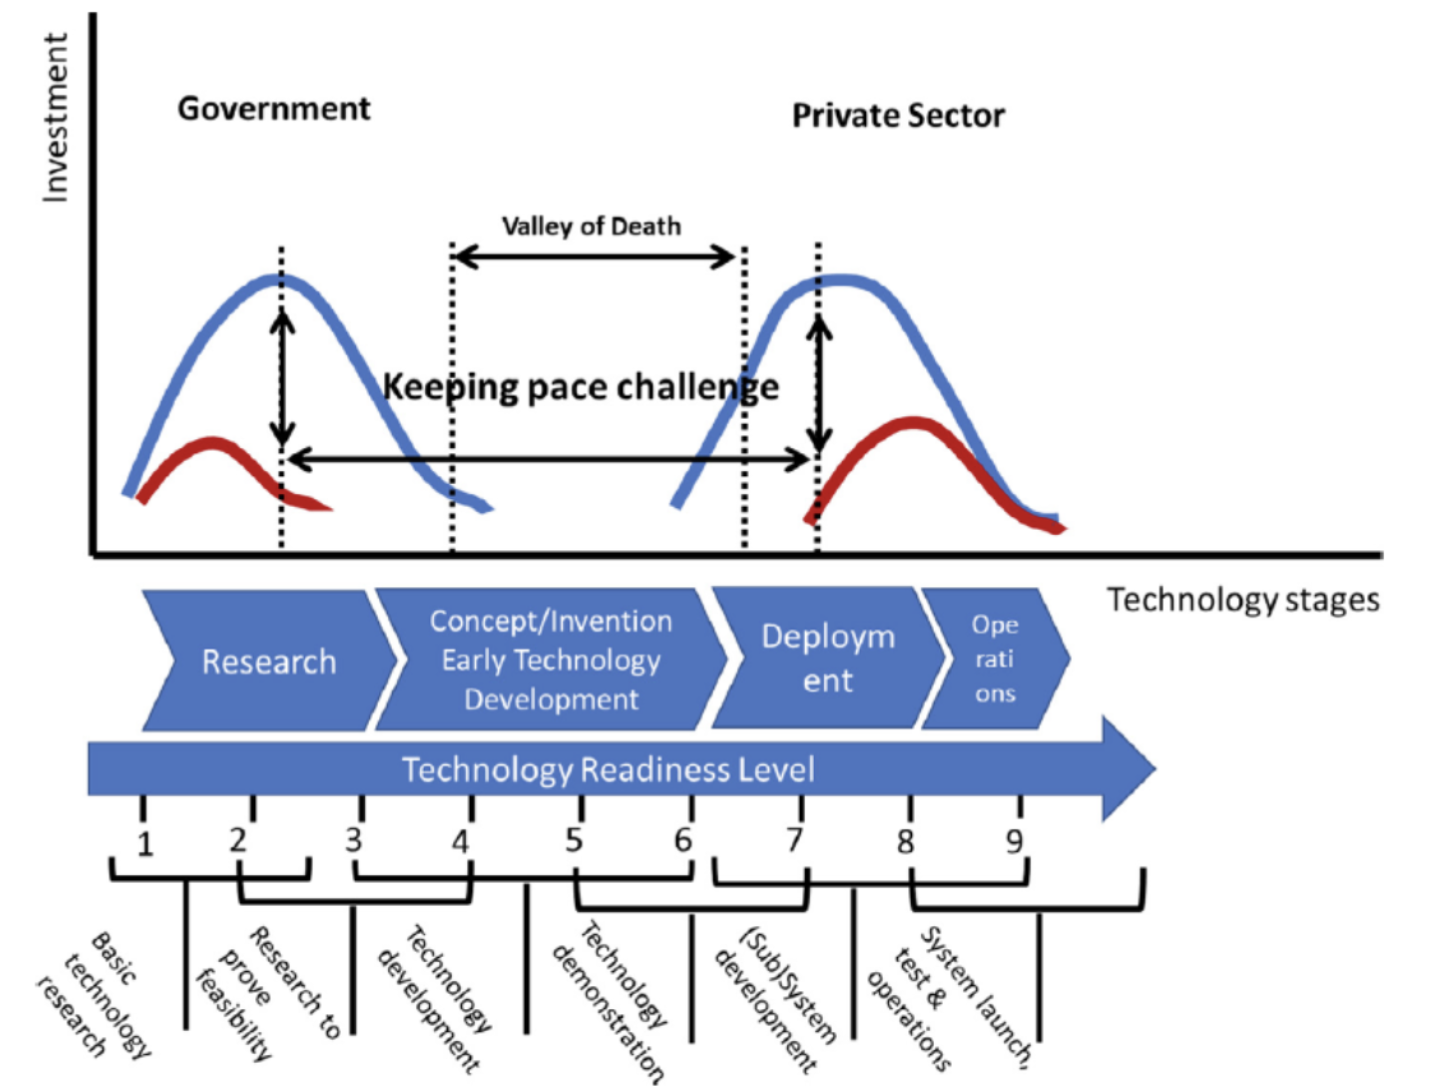 Investment
Government
Private Sector
Valley of Death
Keeping pace challenge
Technology stages
Research
Concept/Invention
Early Technology
Development
Deploym
ent
Ope
rati
ons
Technology Readiness Level
1 2 3 4 5 6 7 8 9
Basic
technology
research
Research to
prove
feasibility
Technology
development
Technology
demonstration
(Sub)System
development
System launch,
test &
operations